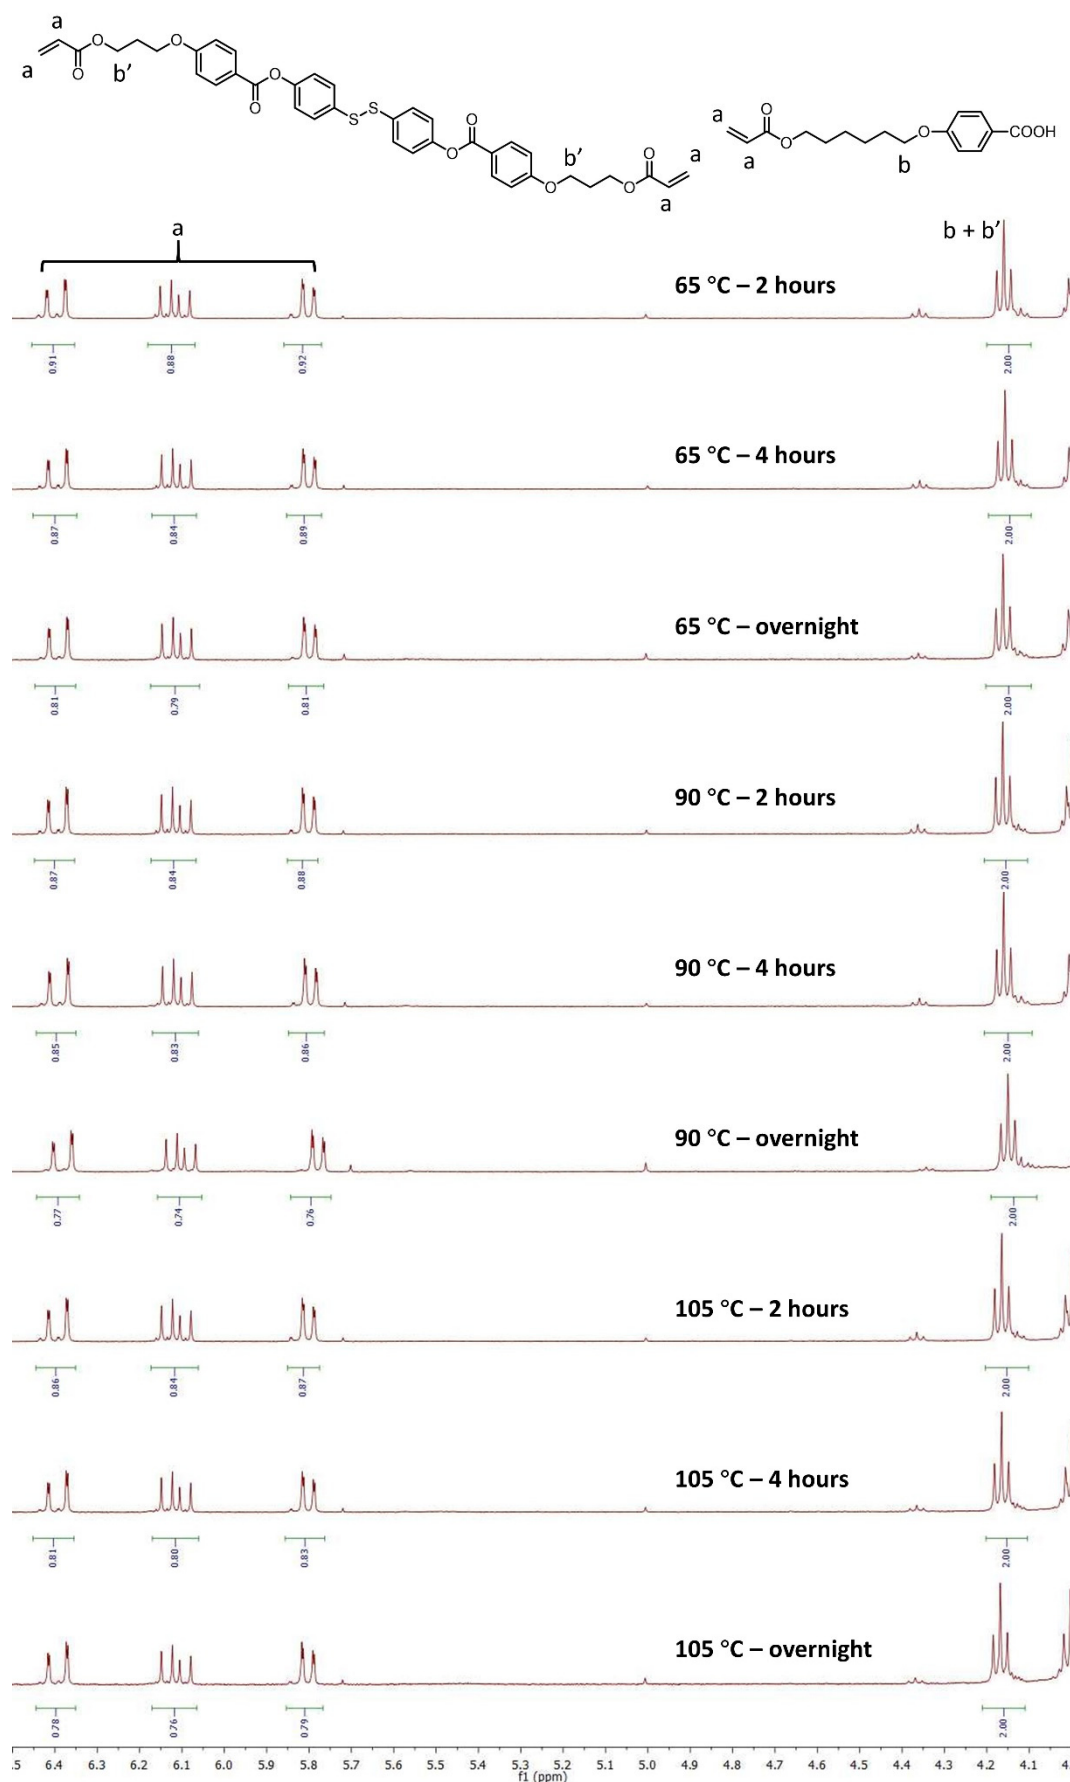 a
a
O
O
b’
O
O
O
S
S
O
O
b’
O
O
O
a
a
a
a
O
O
O
b
COOH
a
b + b’
65 °C – 2 hours
0.91
0.88
0.92
2.00
65 °C – 4 hours
0.87
0.84
0.89
2.00
65 °C – overnight
0.81
0.79
0.81
2.00
90 °C – 2 hours
0.87
0.84
0.88
2.00
90 °C – 4 hours
0.85
0.83
0.86
2.00
90 °C – overnight
0.77
0.74
0.76
2.00
105 °C – 2 hours
0.86
0.84
0.87
2.00
105 °C – 4 hours
0.81
0.80
0.83
2.00
105 °C – overnight
0.78
0.76
0.79
2.00
.5 6.4 6.3 6.2 6.1 6.0 5.9 5.8 5.7 5.6 5.5 5.4 5.3 5.2 5.1 5.0 4.9 4.8 4.7 4.6 4.5 4.4 4.3 4.2 4.1 4.
f1 (ppm)